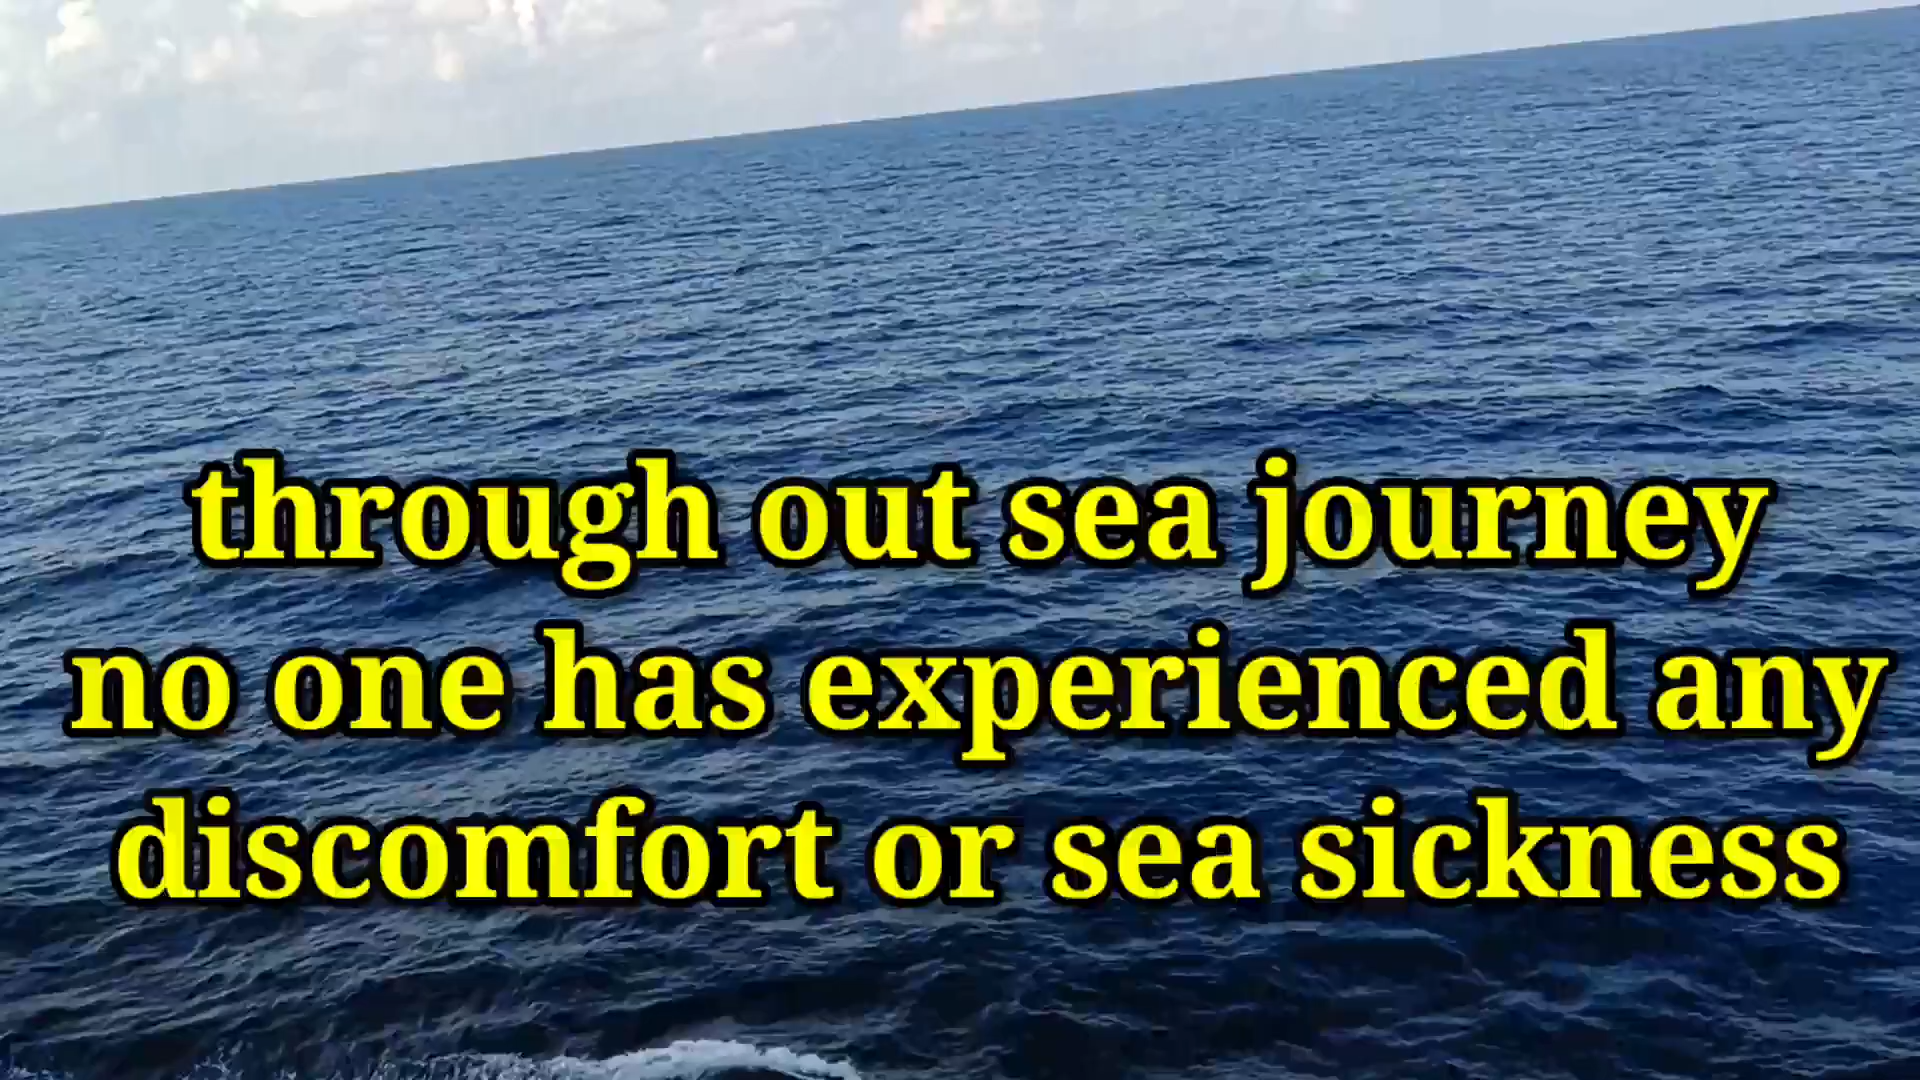 through out sea journey
no one has experienced any
discomfort or sea sickness